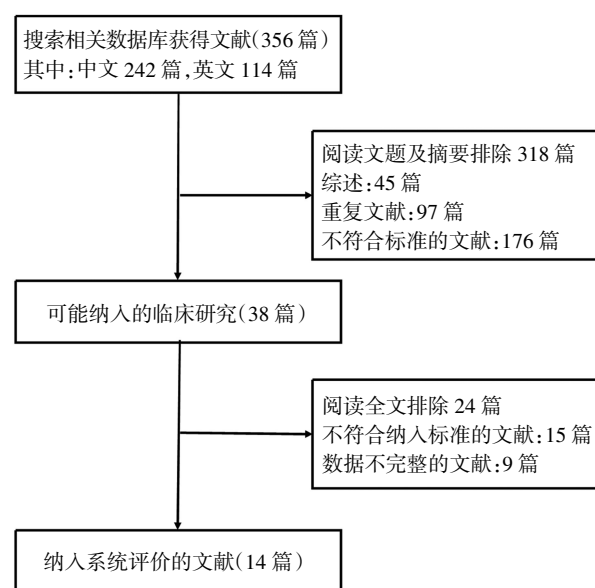 搜索相关数据库获得文献(356 篇)
其中:中文 242 篇,英文 114 篇
阅读文题及摘要排除 318 篇
综述:45 篇
重复文献:97 篇
不符合标准的文献:176 篇
可能纳入的临床研究(38 篇)
阅读全文排除 24 篇
不符合纳入标准的文献:15 篇
数据不完整的文献:9 篇
纳入系统评价的文献(14 篇)